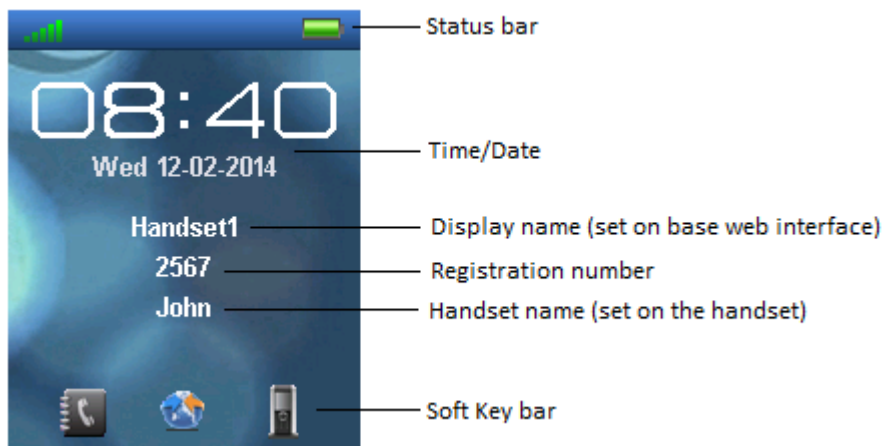 Status bar
08:40
Time/Date
Wed 12-02-2014
Handset1
Display name (set on base web interface)
2567
Registration number
John
Handset name (set on the handset)
Soft Key bar